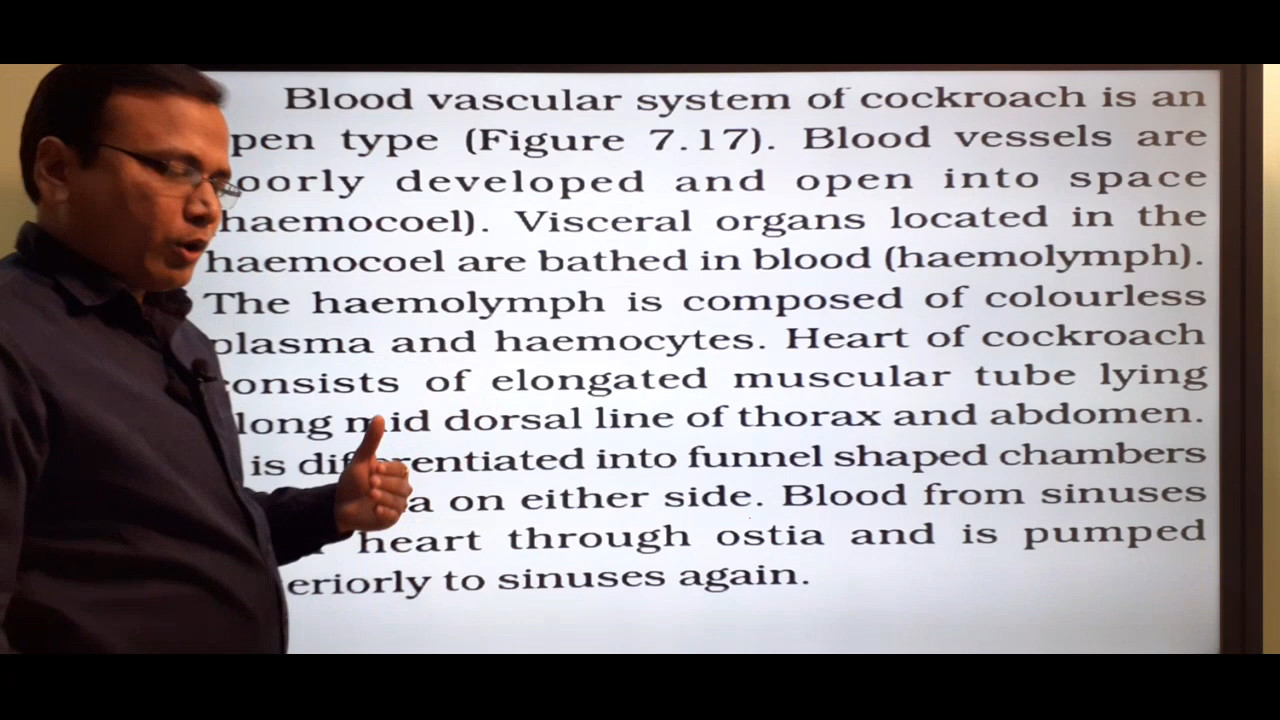 Blood vascular system of cockroach is an
pen type (Figure 7.17). Blood vessels are
oorly developed and open into space
haemocoel). Visceral organs located in the
haemocoel are bathed in blood (haemolymph).
The haemolymph is composed of colourless
plasma and haemocytes. Heart of cockroach
onsists of elongated muscular tube lying
long mid dorsal line of thorax and abdomen.
is differentiated into funnel shaped chambers
a on either side. Blood from sinuses
heart through ostia and is pumped
eriorly to sinuses again.